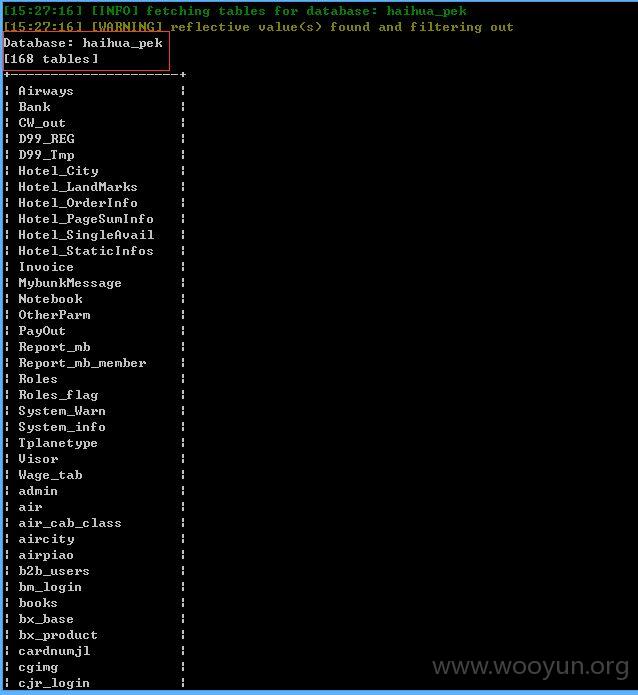 [15:27:16] [INFO] fetching tables for database: haihua_pek
[15:27:16] [WARNING] reflective value(s) found and filtering out
Database: haihua_pek
[168 tables]
+---------------------+
| Airways |
| Bank |
| CW_out |
| D99_REG |
| D99_Tmp |
| Hotel_City |
| Hotel_LandMarks |
| Hotel_OrderInfo |
| Hotel_PageSumInfo |
| Hotel_SingleAvail |
| Hotel_StaticInfos |
| Invoice |
| MybunkMessage |
| Notebook |
| OtherParm |
| PayOut |
| Report_mb |
| Report_mb_member |
| Roles |
| Roles_flag |
| System_Warn |
| System_info |
| Tplanetype |
| Visor |
| Wage_tab |
| admin |
| air |
| air_cab_class |
| aircity |
| airpiao |
| b2b_users |
| bm_login |
| books |
| bx_base |
| bx_product |
| cardnumjl |
| cgimg |
| cjr_login |
www.wooyun.org